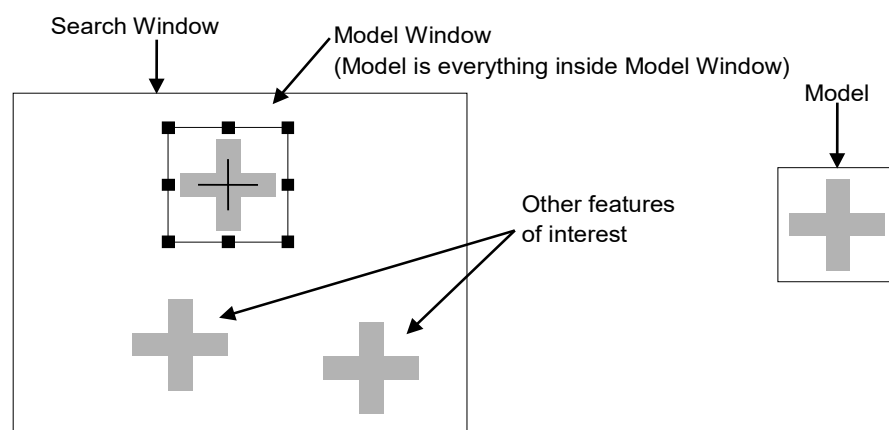 Search Window
Model Window
(Model is everything inside Model Window)
Model
Other features
of interest